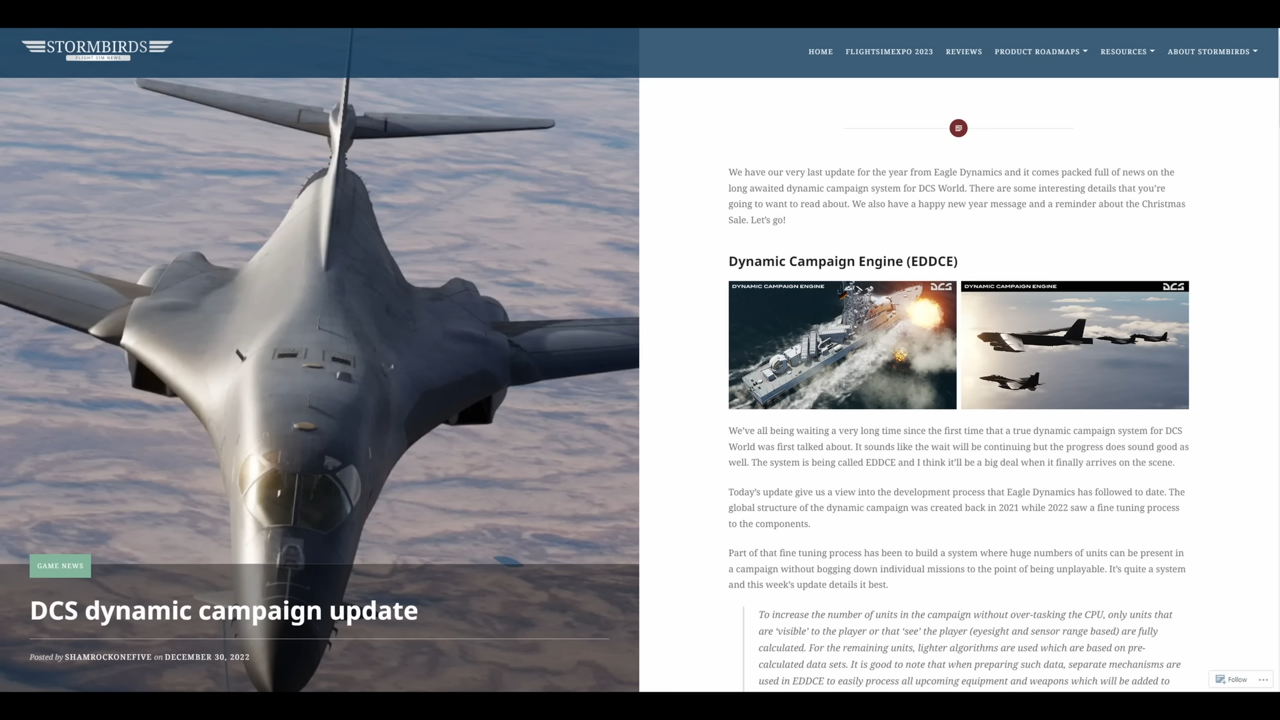 STORMBIRDS
FLIGHT SIM NEWS
HOME FLIGHTSIMEXPO 2023 REVIEWS PRODUCT ROADMAPS RESOURCES ABOUT STORMBIRDS
GAME NEWS
DCS dynamic campaign update
Posted by SHAMROCKONEFIVE on DECEMBER 30, 2022
We have our very last update for the year from Eagle Dynamics and it comes packed full of news on the
long awaited dynamic campaign system for DCS World. There are some interesting details that you're
going to want to read about. We also have a happy new year message and a reminder about the Christmas
Sale. Let's go!
Dynamic Campaign Engine (EDDCE)
DYNAMIC CAMPAIGN ENGINE DCS
DYNAMIC CAMPAIGN ENGINE DCS
We've all being waiting a very long time since the first time that a true dynamic campaign system for DCS
World was first talked about. It sounds like the wait will be continuing but the progress does sound good as
well. The system is being called EDDCE and I think it'll be a big deal when it finally arrives on the scene.
Today's update give us a view into the development process that Eagle Dynamics has followed to date. The
global structure of the dynamic campaign was created back in 2021 while 2022 saw a fine tuning process
to the components.
Part of that fine tuning process has been to build a system where huge numbers of units can be present in
a campaign without bogging down individual missions to the point of being unplayable. It's quite a system
and this week's update details it best.
To increase the number of units in the campaign without over-tasking the CPU, only units that
are ‘visible’ to the player or that ‘see’ the player (eyesight and sensor range based) are fully
calculated. For the remaining units, lighter algorithms are used which are based on pre-
calculated data sets. It is good to note that when preparing such data, separate mechanisms are
used in EDDCE to easily process all upcoming equipment and weapons which will be added to
Follow